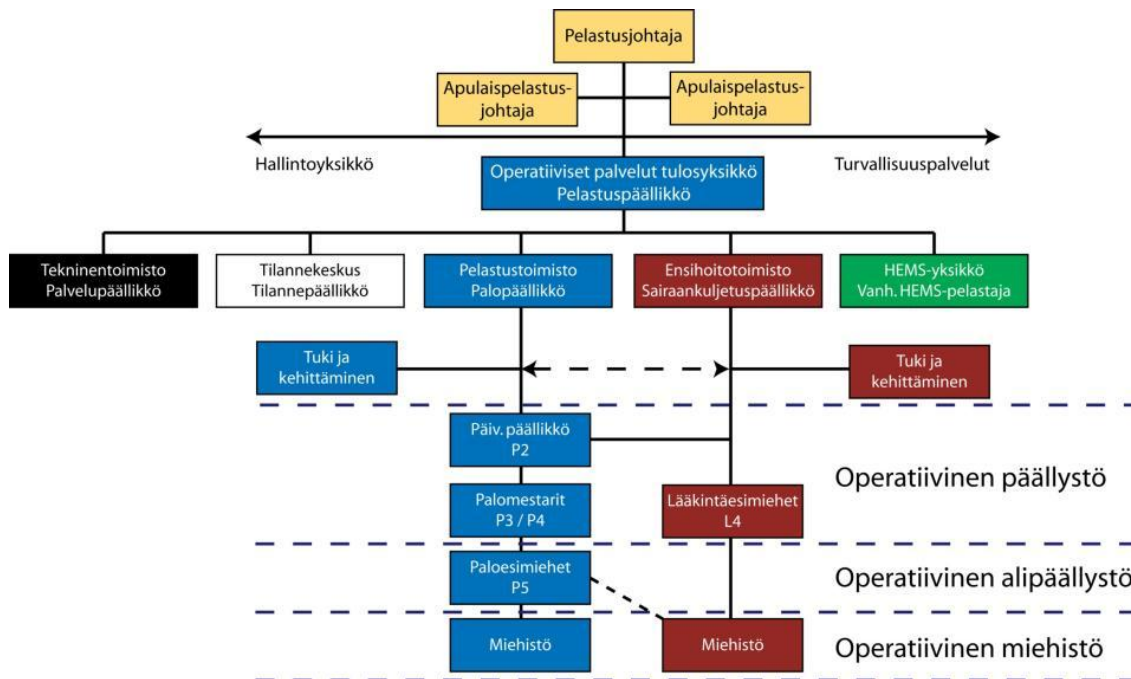 Pelastusjohtaja
Apulaispelastus-
johtaja
Apulaispelastus-
johtaja
Hallintoyksikkö
Turvallisuuspalvelut
Operatiiviset palvelut tulosyksikkö
Pelastuspäällikkö
Tekninentoimisto
Palvelupäällikkö
Tilannekeskus
Tilannepäällikkö
Pelastustoimisto
Palopäällikkö
Ensihoitotoimisto
Sairaankuljetuspäällikkö
HEMS-yksikkö
Vanh. HEMS-pelastaja
Tuki ja
kehittäminen
Tuki ja
kehittäminen
Päiv. päällikkö
P2
Operatiivinen päällystö
Palomestarit
P3 / P4
Lääkintäesimiehet
L4
Paloesimiehet
P5
Operatiivinen alipäällystö
Miehistö
Miehistö
Operatiivinen miehistö